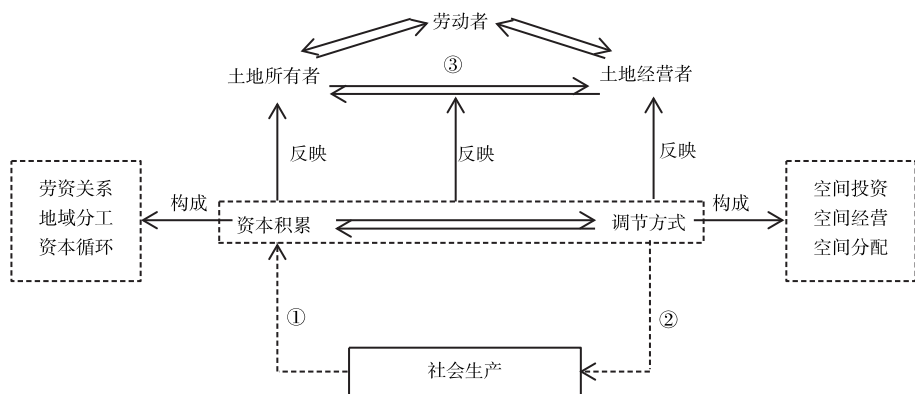 劳动者
③
土地所有者
土地经营者
反映
反映
反映
劳资关系
地域分工
资本循环
构成
资本积累
调节方式
构成
空间投资
空间经营
空间分配
①
②
社会生产